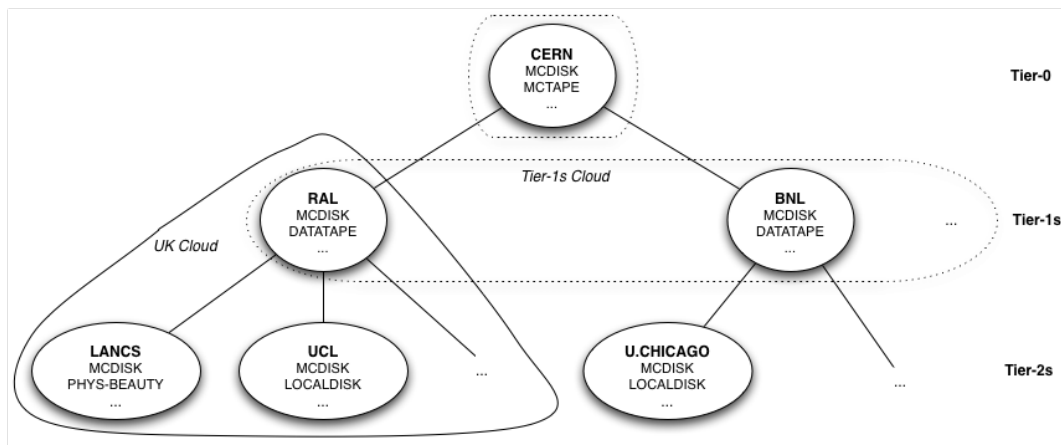 CERN
MCDISK
MCTAPE
...
Tier-0
Tier-1s Cloud
RAL
MCDISK
DATATAPE
...
BNL
MCDISK
DATATAPE
...
...
Tier-1s
UK Cloud
LANCS
MCDISK
PHYS-BEAUTY
...
UCL
MCDISK
LOCALDISK
...
...
U.CHICAGO
MCDISK
LOCALDISK
...
...
Tier-2s